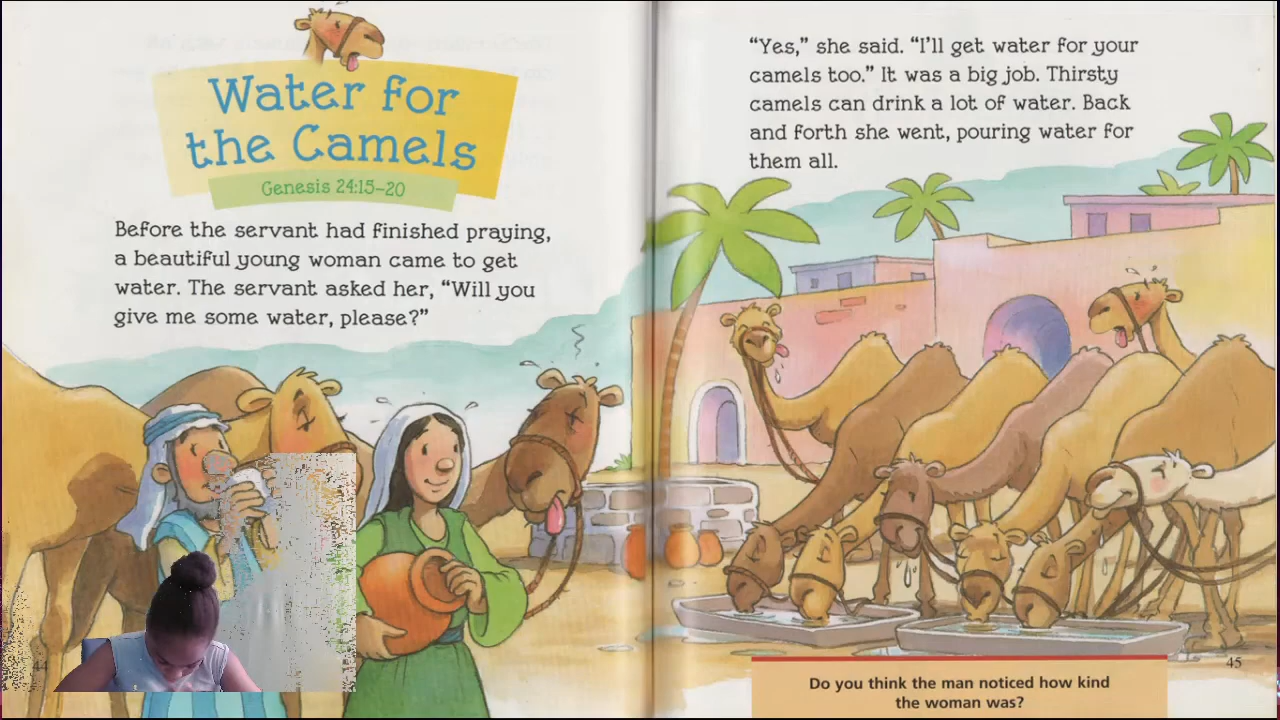 Water for
the Camels
Genesis 24:15–20
Before the servant had finished praying,
a beautiful young woman came to get
water. The servant asked her, “Will you
give me some water, please?”
44
“Yes,” she said. “I’ll get water for your
camels too.” It was a big job. Thirsty
camels can drink a lot of water. Back
and forth she went, pouring water for
them all.
45
Do you think the man noticed how kind
the woman was?